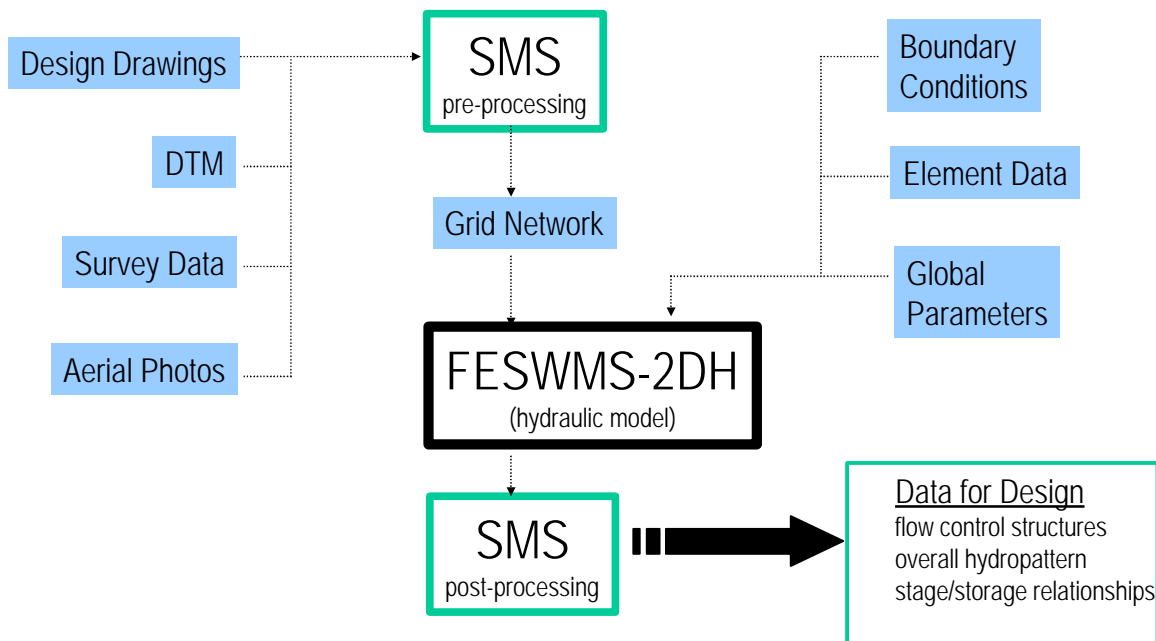 Design Drawings
DTM
Survey Data
Aerial Photos
SMS
pre-processing
Grid Network
Boundary
Conditions
Element Data
Global
Parameters
FESWMS-2DH
(hydraulic model)
SMS
post-processing
Data for Design
flow control structures
overall hydropattern
stage/storage relationships